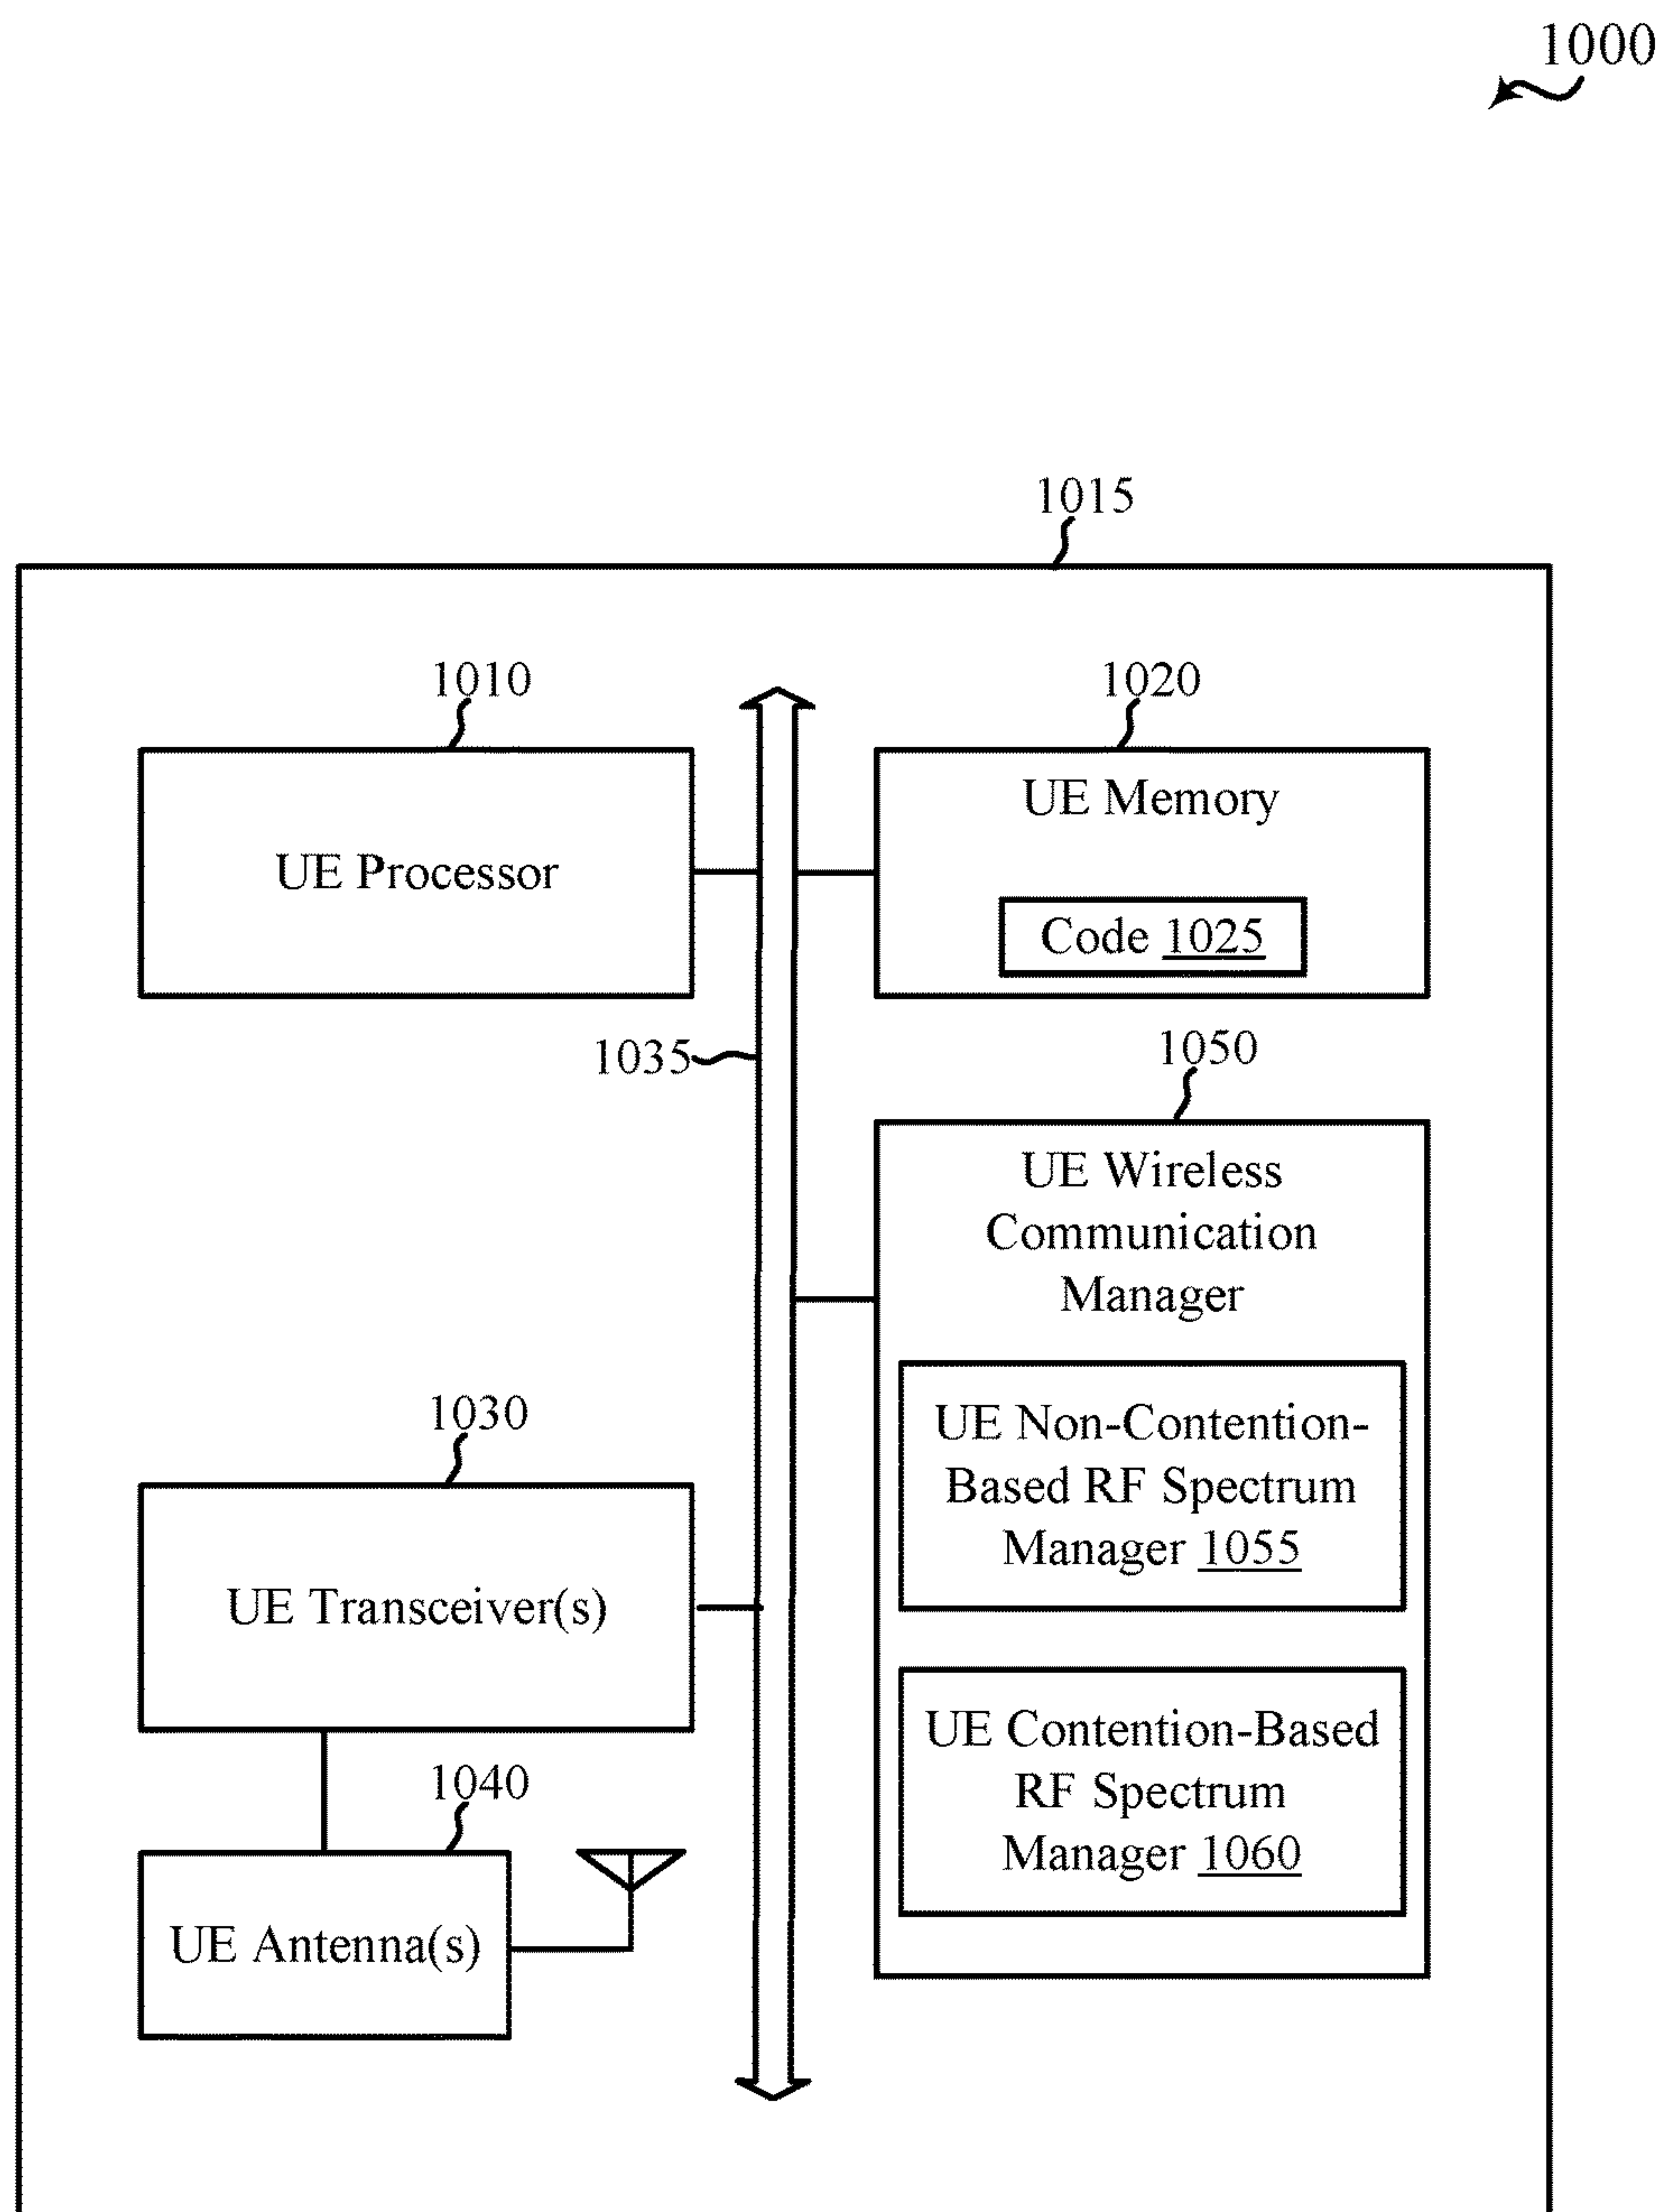 1000
1015
1010
1020
UE Processor
UE Memory
Code 1025
1035
1050
UE Wireless
Communication
Manager
UE Non-Contention-
Based RF Spectrum
Manager 1055
1030
UE Transceiver(s)
UE Contention-Based
RF Spectrum
Manager 1060
1040
UE Antenna(s)